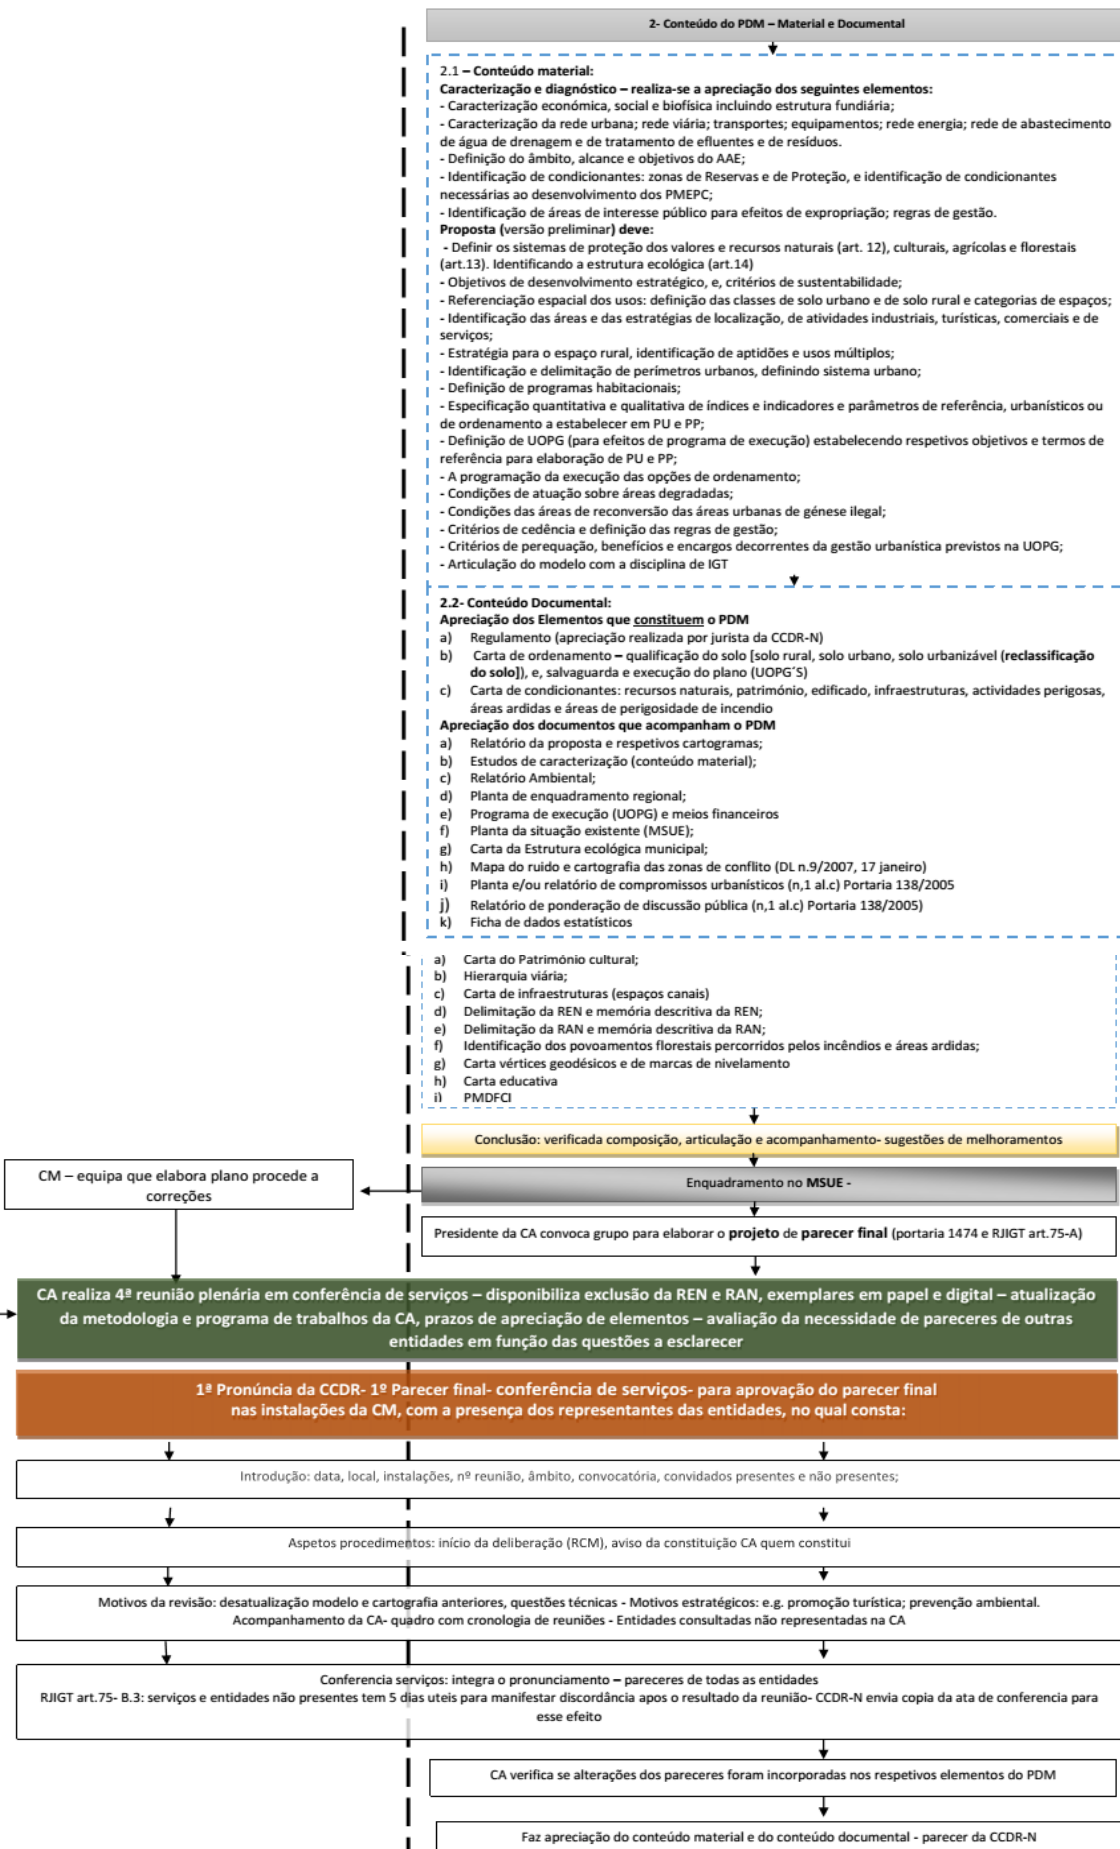 2- Conteúdo do PDM – Material e Documental
2.1 – Conteúdo material:
Caracterização e diagnóstico – realiza-se a apreciação dos seguintes elementos:
- Caracterização económica, social e biofísica incluindo estrutura fundiária;
- Caracterização da rede urbana; rede viária; transportes; equipamentos; rede energia; rede de abastecimento
de água de drenagem e de tratamento de efluentes e de resíduos.
- Definição do âmbito, alcance e objetivos do AAE;
- Identificação de condicionantes: zonas de Reservas e de Proteção, e identificação de condicionantes
necessárias ao desenvolvimento dos PMEPC;
- Identificação de áreas de interesse público para efeitos de expropriação; regras de gestão.
Proposta (versão preliminar) deve:
- Definir os sistemas de proteção dos valores e recursos naturais (art. 12), culturais, agrícolas e florestais
(art.13). Identificando a estrutura ecológica (art.14)
- Objetivos de desenvolvimento estratégico, e, critérios de sustentabilidade;
- Referenciação espacial dos usos: definição das classes de solo urbano e de solo rural e categorias de espaços;
- Identificação das áreas e das estratégias de localização, de atividades industriais, turísticas, comerciais e de
serviços;
- Estratégia para o espaço rural, identificação de aptidões e usos múltiplos;
- Identificação e delimitação de perímetros urbanos, definindo sistema urbano;
- Definição de programas habitacionais;
- Especificação quantitativa e qualitativa de índices e indicadores e parâmetros de referência, urbanísticos ou
de ordenamento a estabelecer em PU e PP;
- Definição de UOPG (para efeitos de programa de execução) estabelecendo respetivos objetivos e termos de
referência para elaboração de PU e PP;
- A programação da execução das opções de ordenamento;
- Condições de atuação sobre áreas degradadas;
- Condições das áreas de reconversão das áreas urbanas de génese ilegal;
- Critérios de cedência e definição das regras de gestão;
- Critérios de perequação, benefícios e encargos decorrentes da gestão urbanística previstos na UOPG;
- Articulação do modelo com a disciplina de IGT
2.2- Conteúdo Documental:
Apreciação dos Elementos que constituem o PDM
a) Regulamento (apreciação realizada por jurista da CCDR-N)
b) Carta de ordenamento – qualificação do solo [solo rural, solo urbano, solo urbanizável (reclassificação
do solo]), e, salvaguarda e execução do plano (UOPG´S)
c) Carta de condicionantes: recursos naturais, património, edificado, infraestruturas, actividades perigosas,
áreas ardidas e áreas de perigosidade de incendio
Apreciação dos documentos que acompanham o PDM
a) Relatório da proposta e respetivos cartogramas;
b) Estudos de caracterização (conteúdo material);
c) Relatório Ambiental;
d) Planta de enquadramento regional;
e) Programa de execução (UOPG) e meios financeiros
f) Planta da situação existente (MSUE);
g) Carta da Estrutura ecológica municipal;
h) Mapa do ruido e cartografia das zonas de conflito (DL n.9/2007, 17 janeiro)
i) Planta e/ou relatório de compromissos urbanísticos (n,1 al.c) Portaria 138/2005
j) Relatório de ponderação de discussão pública (n,1 al.c) Portaria 138/2005)
k) Ficha de dados estatísticos
a) Carta do Património cultural;
b) Hierarquia viária;
c) Carta de infraestruturas (espaços canais)
d) Delimitação da REN e memória descritiva da REN;
e) Delimitação da RAN e memória descritiva da RAN;
f) Identificação dos povoamentos florestais percorridos pelos incêndios e áreas ardidas;
g) Carta vértices geodésicos e de marcas de nivelamento
h) Carta educativa
i) PMDFCI
Conclusão: verificada composição, articulação e acompanhamento- sugestões de melhoramentos
CM – equipa que elabora plano procede a
correções
Enquadramento no MSUE -
Presidente da CA convoca grupo para elaborar o projeto de parecer final (portaria 1474 e RJIGT art.75-A)
CA realiza 4ª reunião plenária em conferência de serviços – disponibiliza exclusão da REN e RAN, exemplares em papel e digital – atualização
da metodologia e programa de trabalhos da CA, prazos de apreciação de elementos – avaliação da necessidade de pareceres de outras
entidades em função das questões a esclarecer
1ª Pronúncia da CCDR- 1º Parecer final- conferência de serviços- para aprovação do parecer final
nas instalações da CM, com a presença dos representantes das entidades, no qual consta:
Introdução: data, local, instalações, nº reunião, âmbito, convocatória, convidados presentes e não presentes;
Aspetos procedimentos: início da deliberação (RCM), aviso da constituição CA quem constitui
Motivos da revisão: desatualização modelo e cartografia anteriores, questões técnicas - Motivos estratégicos: e.g. promoção turística; prevenção ambiental.
Acompanhamento da CA- quadro com cronologia de reuniões - Entidades consultadas não representadas na CA
Conferencia serviços: integra o pronunciamento – pareceres de todas as entidades
RJIGT art.75- B.3: serviços e entidades não presentes tem 5 dias uteis para manifestar discordância apos o resultado da reunião- CCDR-N envia copia da ata de conferencia para
esse efeito
CA verifica se alterações dos pareceres foram incorporadas nos respetivos elementos do PDM
Faz apreciação do conteúdo material e do conteúdo documental - parecer da CCDR-N